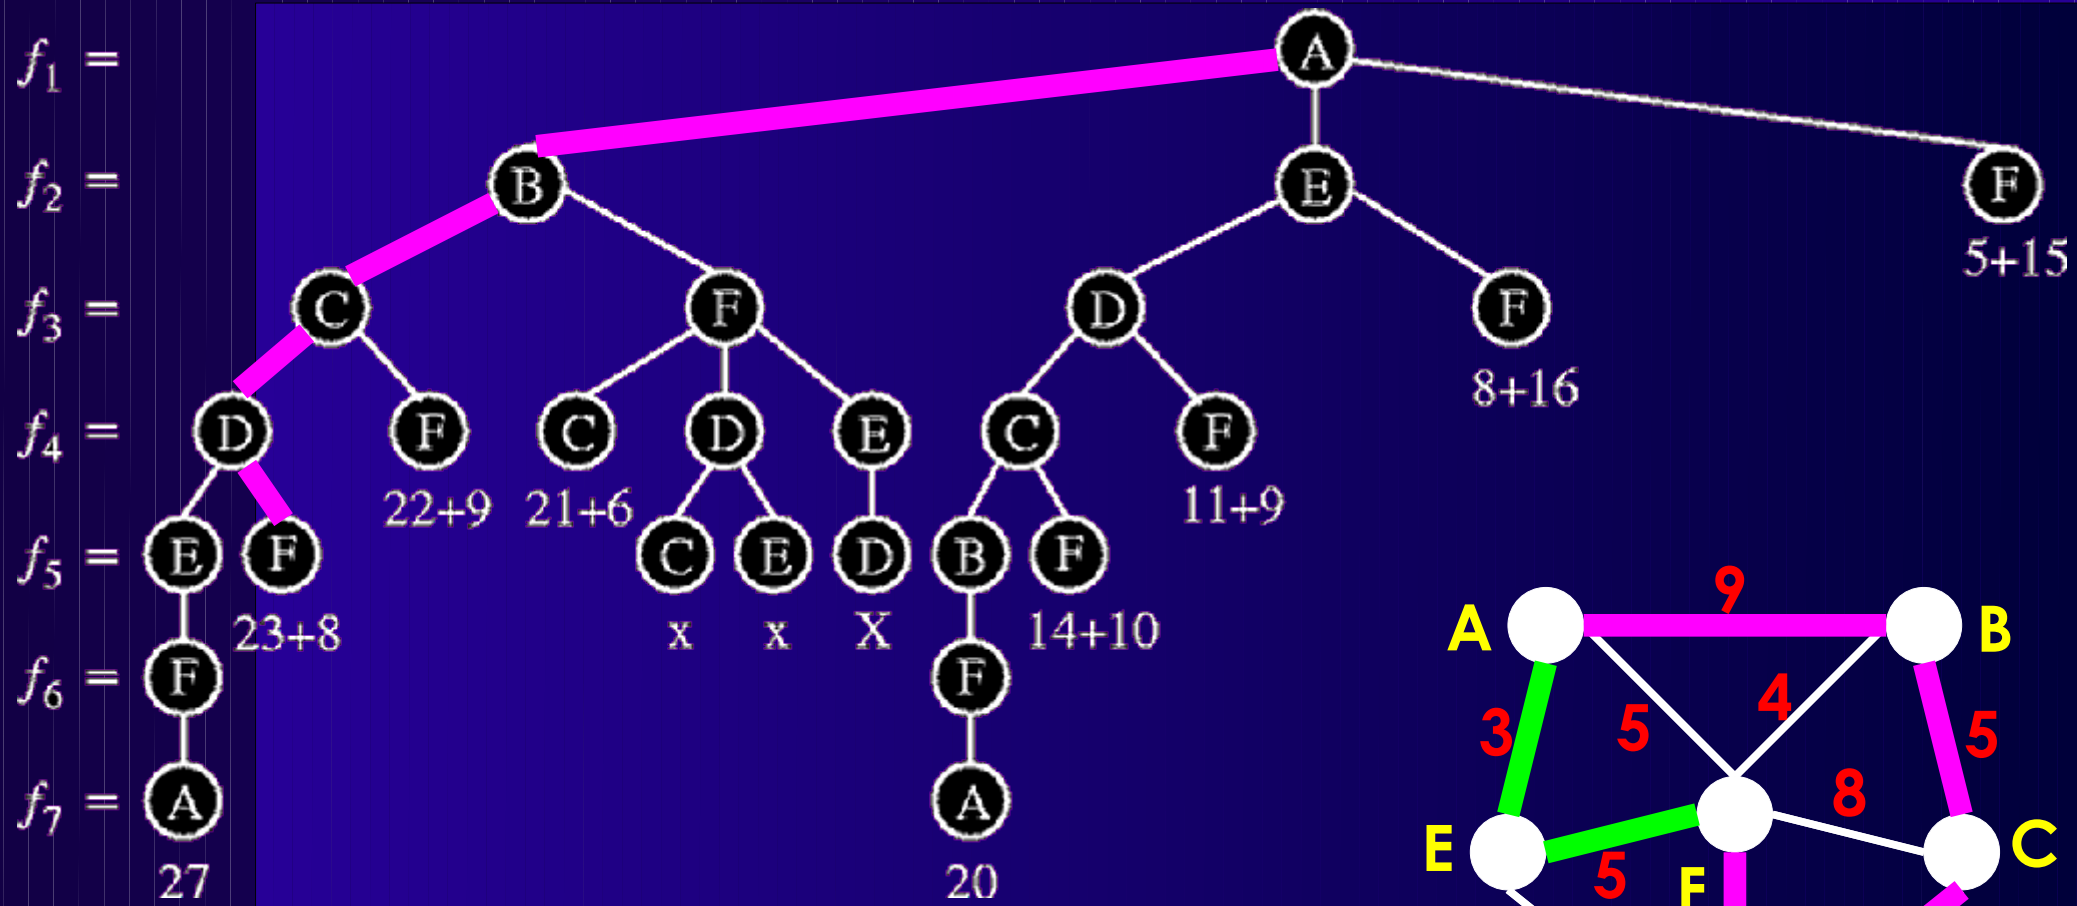 f1 =
A
f2 =
B
E
F
5+15
f3 =
C
F
D
F
8+16
f4 =
D
F
C
D
E
C
F
22+9
21+6
11+9
f5 =
E
F
C
E
D
B
F
23+8
x
x
X
14+10
f6 =
F
F
f7 =
A
A
27
20
9
A
B
3
5
4
5
8
E
5
F
C